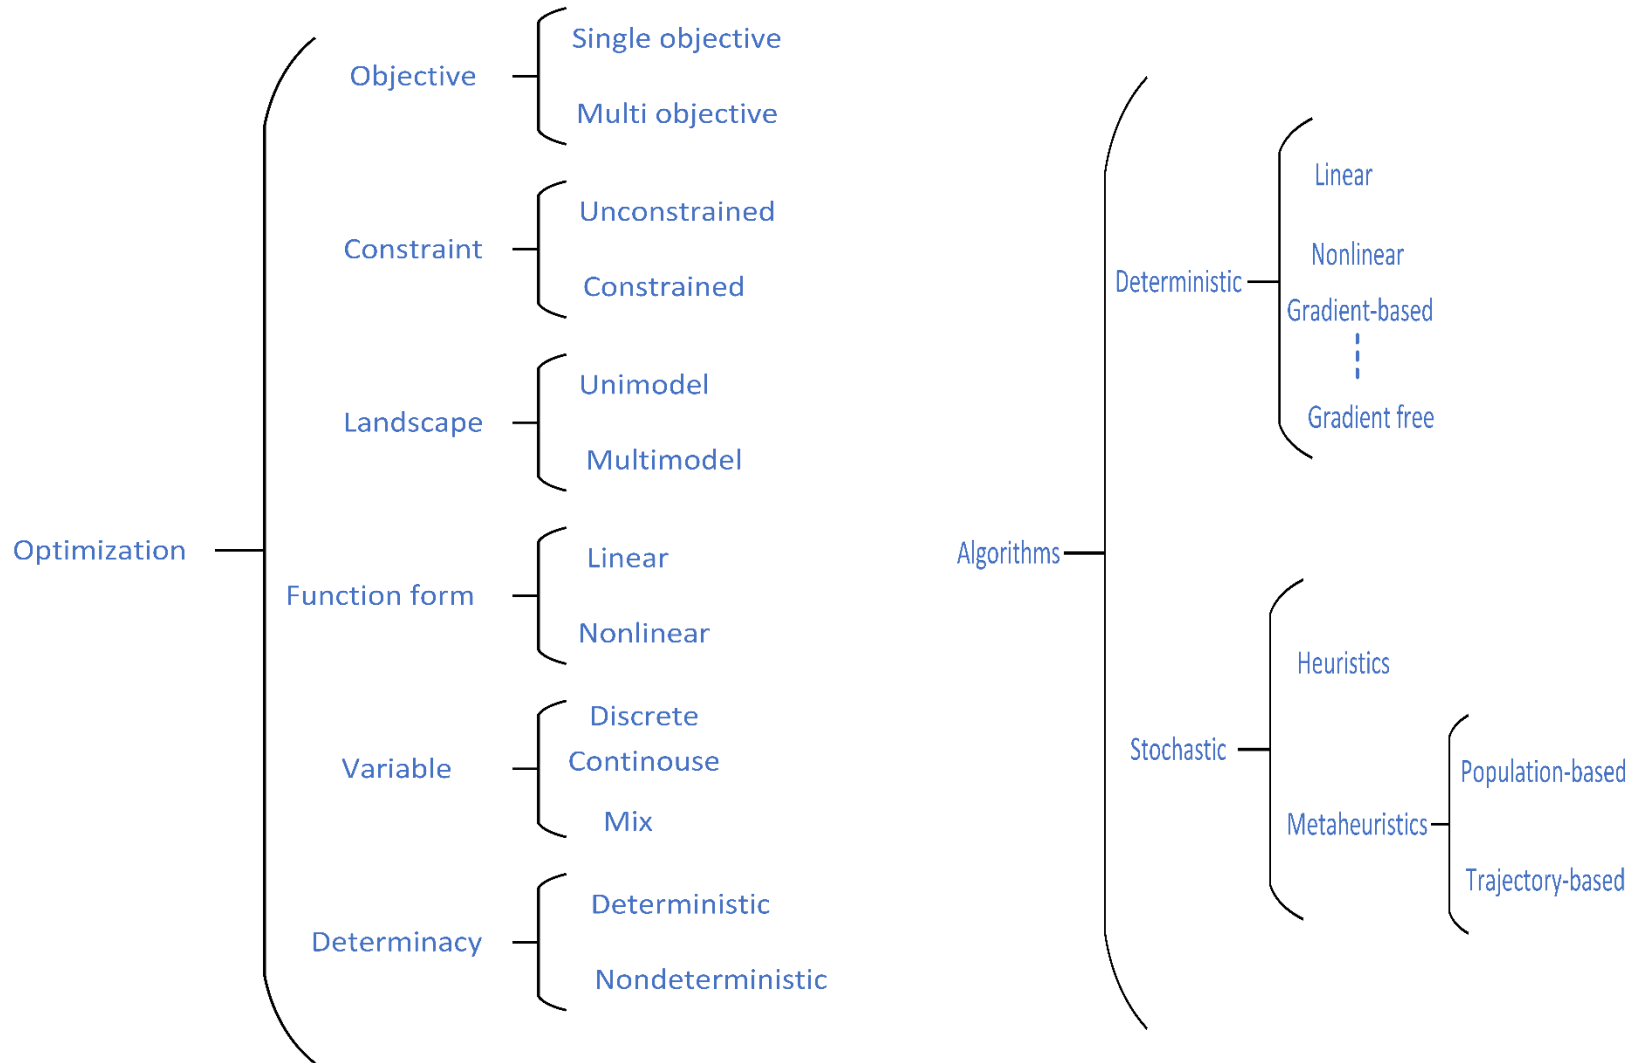 Optimization
Objective
Single objective
Multi objective
Constraint
Unconstrained
Constrained
Landscape
Unimodel
Multimodel
Function form
Linear
Nonlinear
Variable
Discrete
Continouse
Mix
Determinacy
Deterministic
Nondeterministic
Algorithms
Deterministic
Linear
Nonlinear
Gradient-based
Gradient free
Stochastic
Heuristics
Metaheuristics
Population-based
Trajectory-based